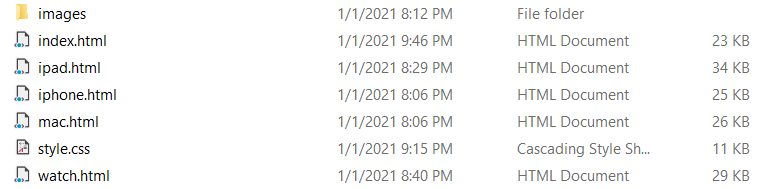 images 1/1/2021 8:12 PM File folder
index.html 1/1/2021 9:46 PM HTML Document 23 KB
ipad.html 1/1/2021 8:29 PM HTML Document 34 KB
iphone.html 1/1/2021 8:06 PM HTML Document 25 KB
mac.html 1/1/2021 8:06 PM HTML Document 26 KB
style.css 1/1/2021 9:15 PM Cascading Style Sh... 11 KB
watch.html 1/1/2021 8:40 PM HTML Document 29 KB